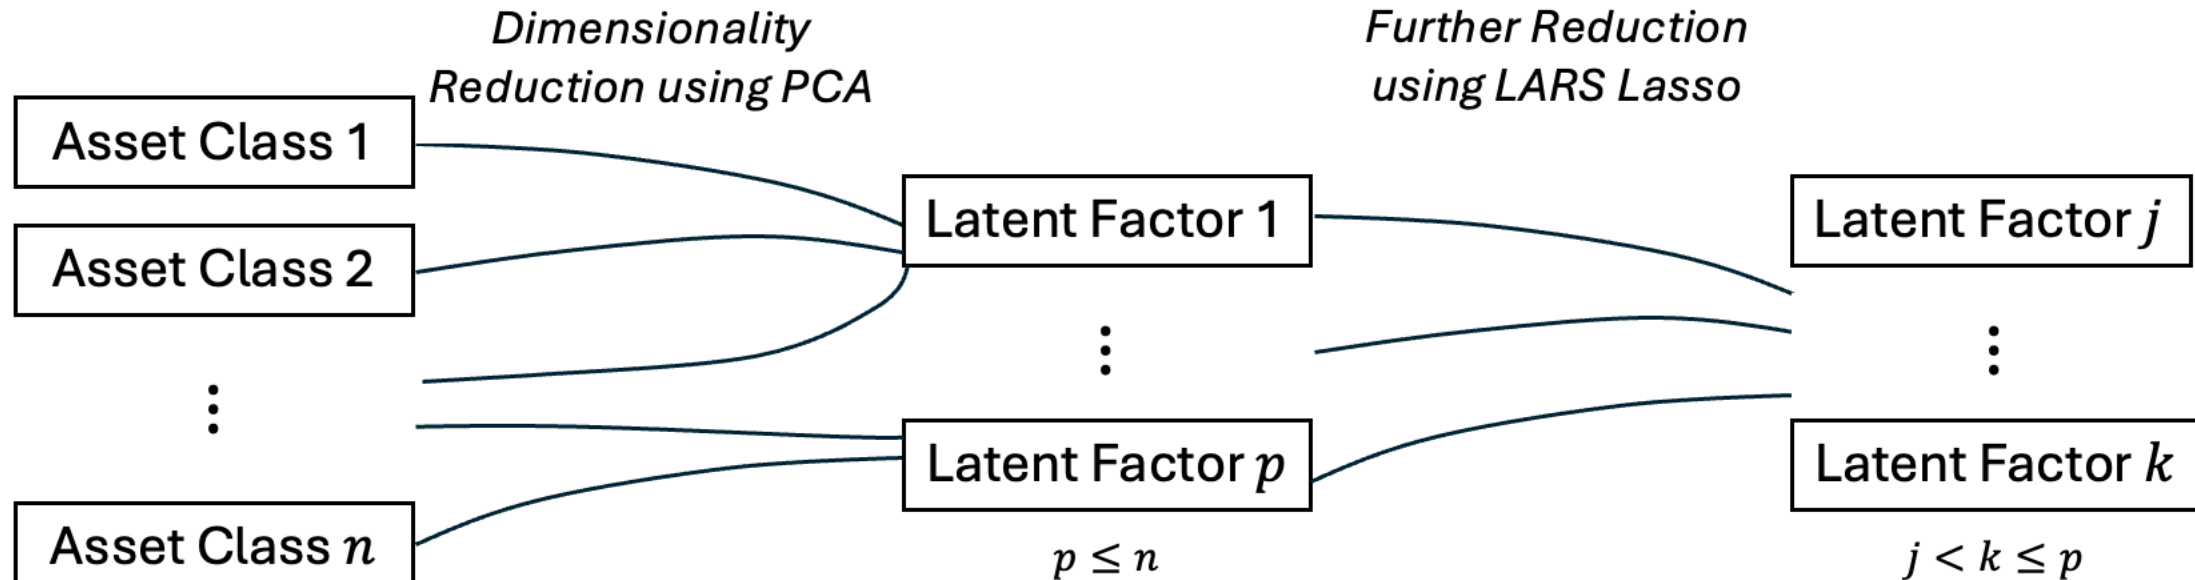 Dimensionality
Reduction using PCA
Further Reduction
using LARS Lasso
Asset Class 1
Asset Class 2
⋮
Asset Class n
Latent Factor 1
⋮
Latent Factor p
p ≤ n
Latent Factor j
⋮
Latent Factor k
j < k ≤ p